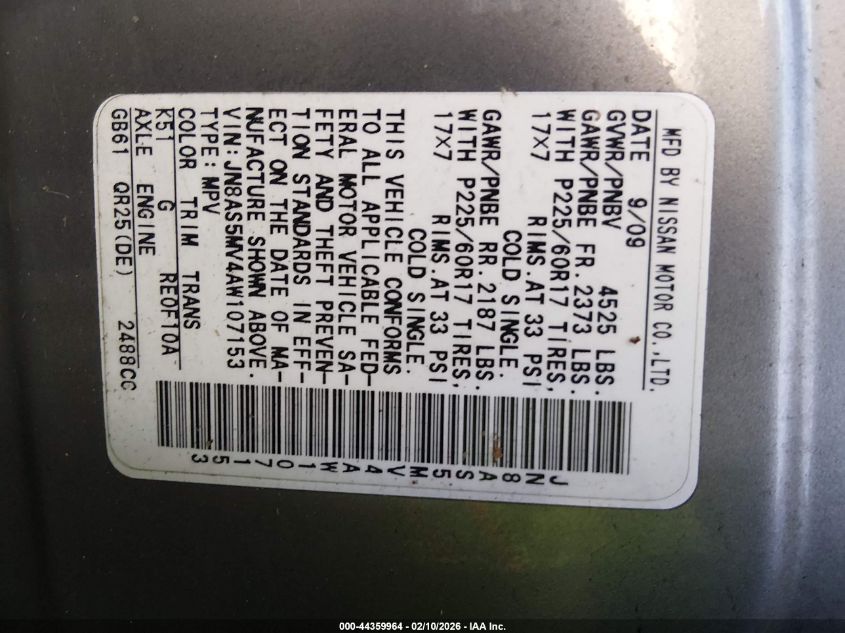 MFD BY NISSAN MOTOR CO.,LTD.
DATE 9/09
GVWR/PNBV 4525 LBS.
GAWR/PNBE FR. 2373 LBS.
WITH P225/60R17 TIRES,
17X7 RIMS.AT 33 PSI
COLD SINGLE.
GAWR/PNBE RR. 2187 LBS.
WITH P225/60R17 TIRES,
17X7 RIMS.AT 33 PSI
COLD SINGLE.
THIS VEHICLE CONFORMS
TO ALL APPLICABLE FED-
ERAL MOTOR VEHICLE SA-
FETY AND THEFT PREVEN-
TION STANDARDS IN EFF-
ECT ON THE DATE OF MA-
NUFACTURE SHOWN ABOVE.
VIN:JN8AS5MV4AW107153
TYPE:MPV
COLOR TRIM TRANS
K51 G RE0F10A
AXLE ENGINE
GB61 QR25(DE) 2488CC
JN8AS5MV4AW107153
000-44359964 - 02/10/2026 - IAA Inc.